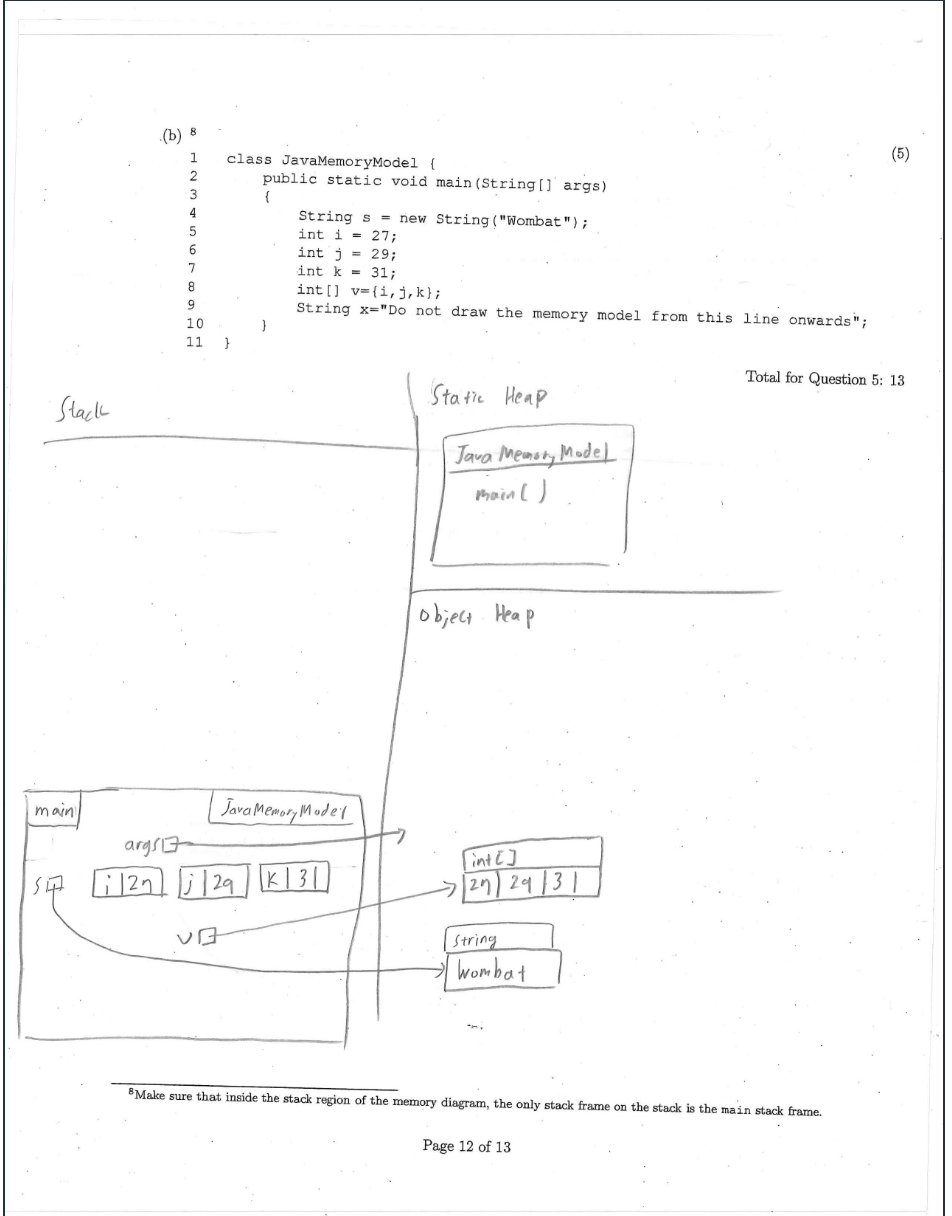 (b) 8
(5)
1 class JavaMemoryModel {
2 public static void main(String[] args)
3 {
4 String s = new String("Wombat");
5 int i = 27;
6 int j = 29;
7 int k = 31;
8 int[] v={i,j,k};
9 String x="Do not draw the memory model from this line onwards";
10 }
11 }
Total for Question 5: 13
Stack
Static Heap
JavaMemoryModel
main()
Object Heap
main JavaMemoryModel
args
s i 27 j 29 k 31
v
int[]
27 29 31
String
Wombat
8Make sure that inside the stack region of the memory diagram, the only stack frame on the stack is the main stack frame.
Page 12 of 13